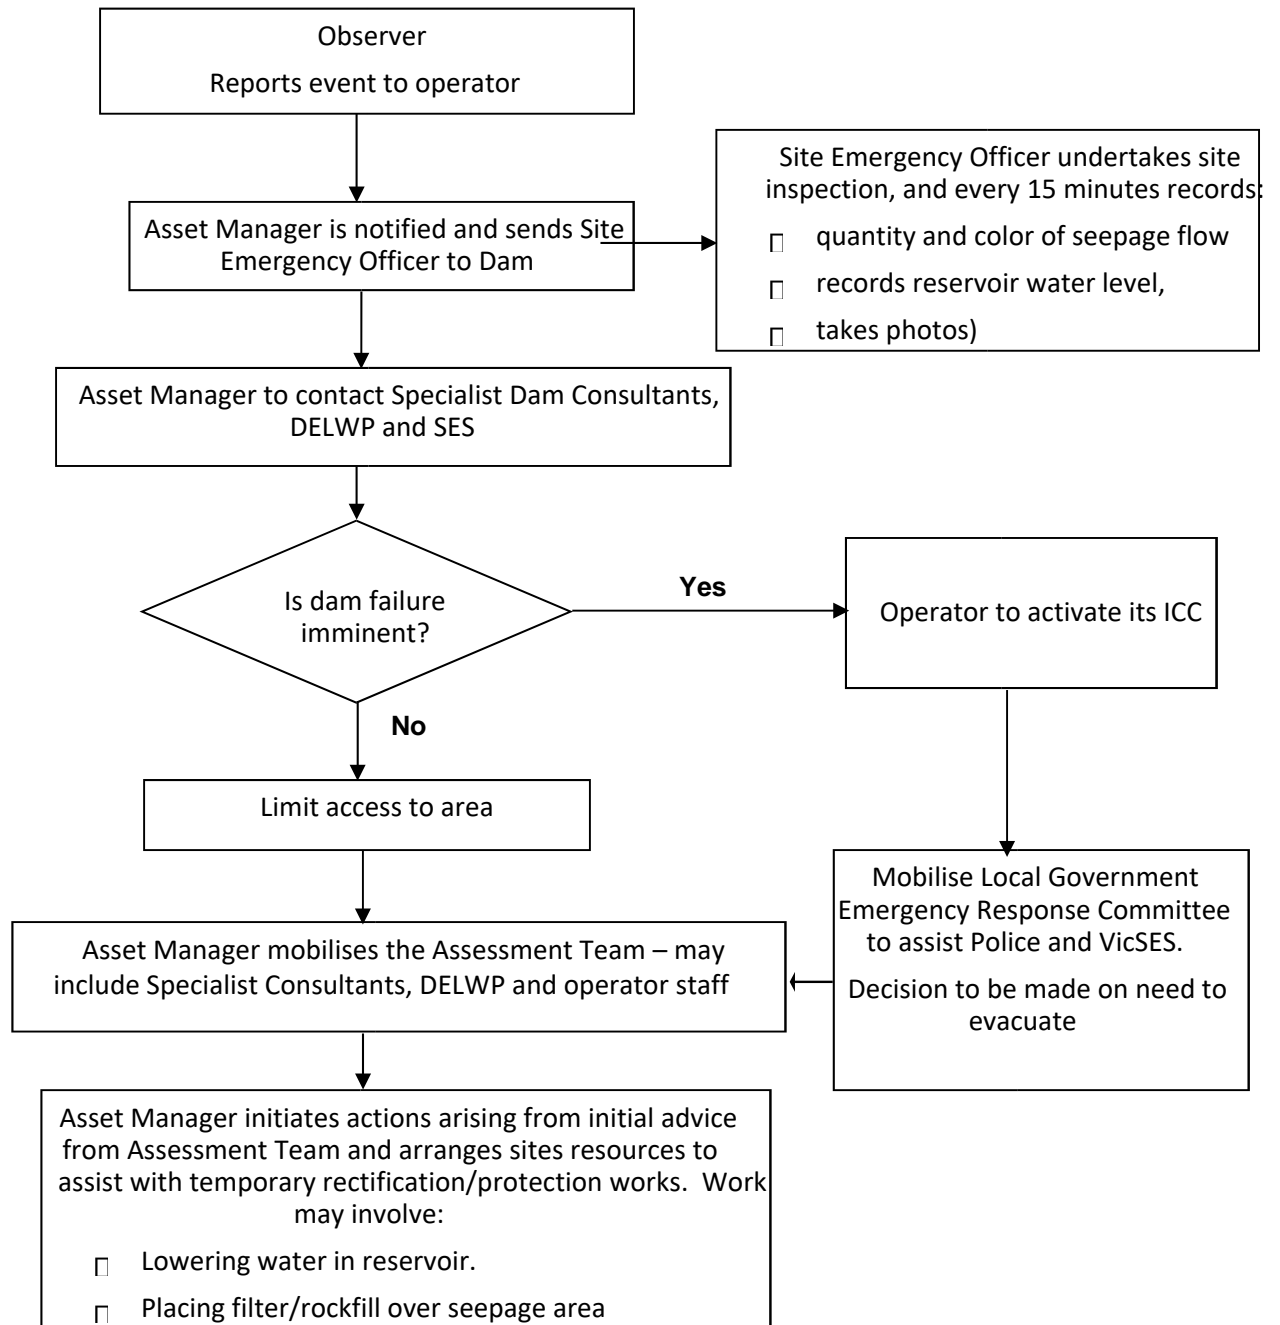 Observer
Reports event to operator
Site Emergency Officer undertakes site
inspection, and every 15 minutes records:
quantity and color of seepage flow
records reservoir water level,
takes photos)
Asset Manager is notified and sends Site
Emergency Officer to Dam
Asset Manager to contact Specialist Dam Consultants,
DELWP and SES
Is dam failure
imminent?
Yes
Operator to activate its ICC
No
Limit access to area
Mobilise Local Government
Emergency Response Committee
to assist Police and VicSES.
Decision to be made on need to
evacuate
Asset Manager mobilises the Assessment Team – may
include Specialist Consultants, DELWP and operator staff
Asset Manager initiates actions arising from initial advice
from Assessment Team and arranges sites resources to
assist with temporary rectification/protection works. Work
may involve:
Lowering water in reservoir.
Placing filter/rockfill over seepage area